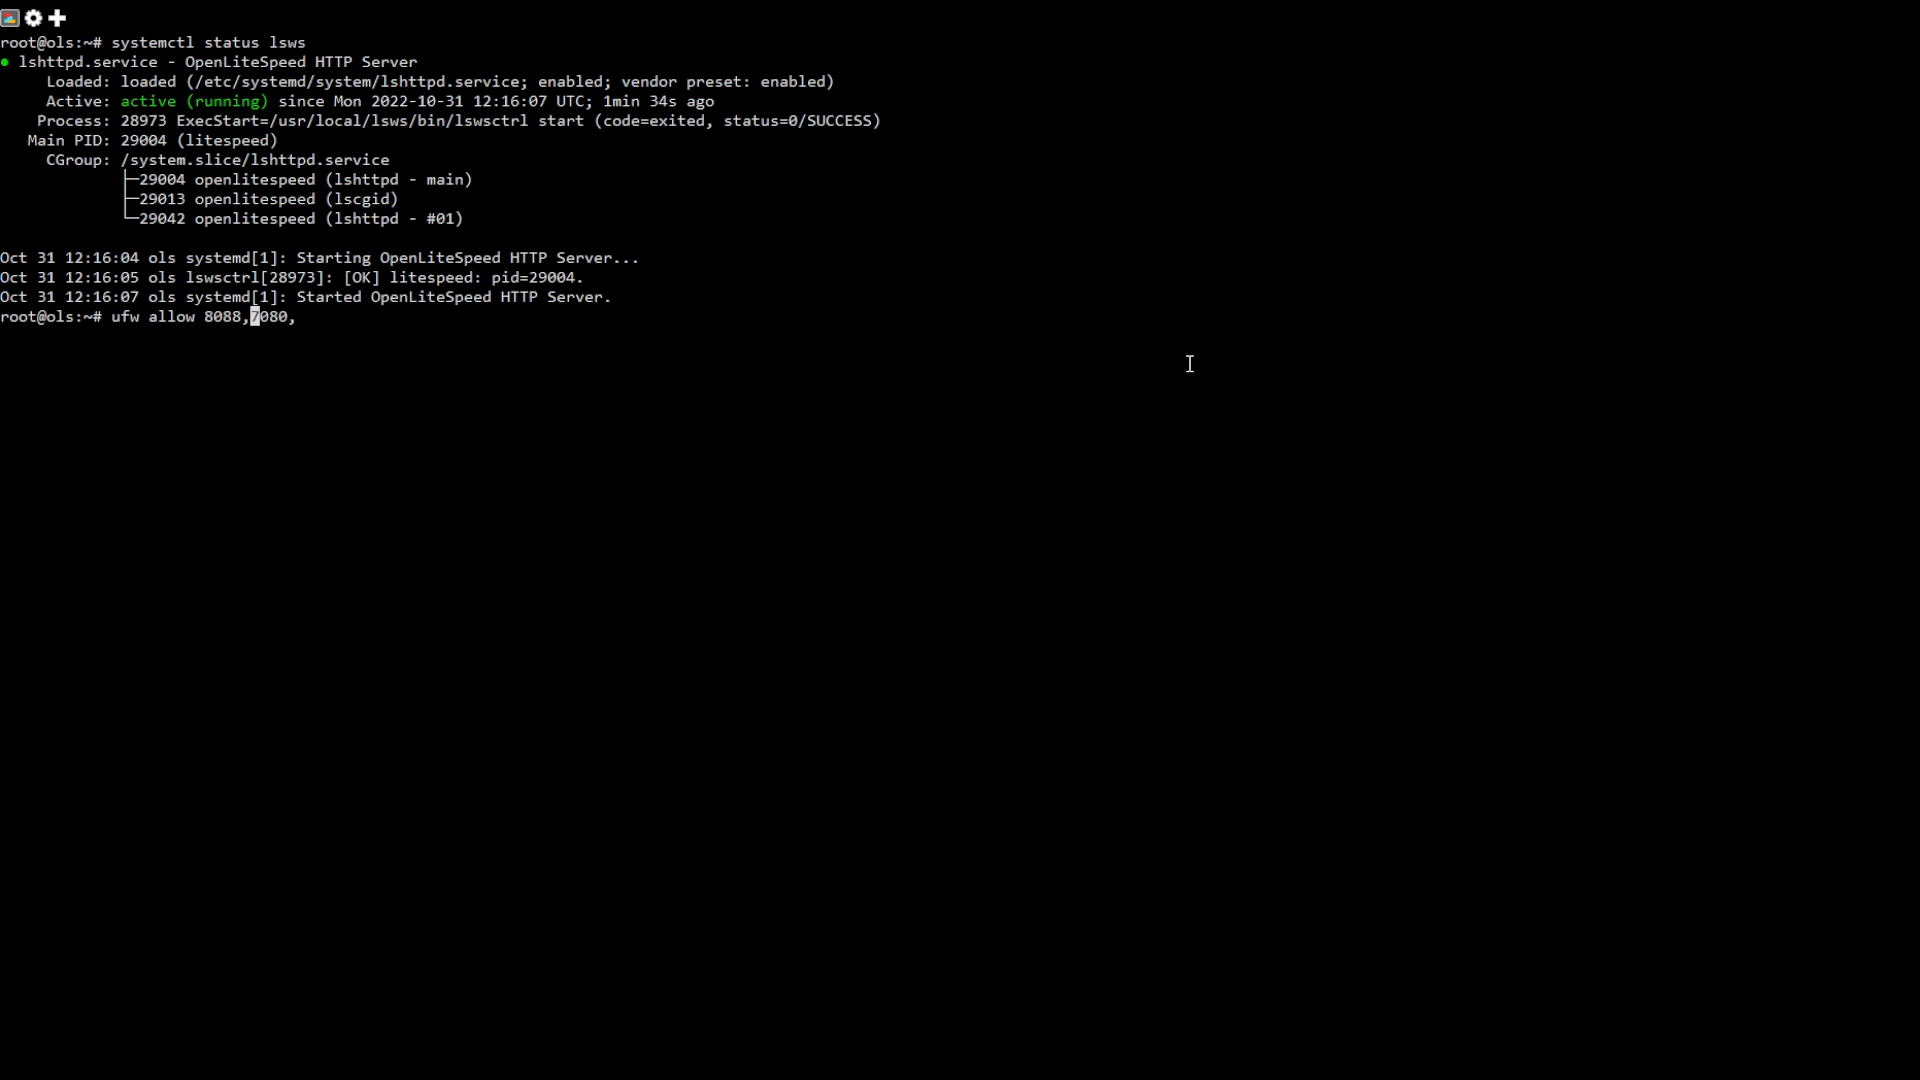 root@ols:~# systemctl status lsws
● lshttpd.service - OpenLiteSpeed HTTP Server
     Loaded: loaded (/etc/systemd/system/lshttpd.service; enabled; vendor preset: enabled)
     Active: active (running) since Mon 2022-10-31 12:16:07 UTC; 1min 34s ago
    Process: 28973 ExecStart=/usr/local/lsws/bin/lswsctrl start (code=exited, status=0/SUCCESS)
   Main PID: 29004 (litespeed)
     CGroup: /system.slice/lshttpd.service
             ├─29004 openlitespeed (lshttpd - main)
             ├─29013 openlitespeed (lscgid)
             └─29042 openlitespeed (lshttpd - #01)
Oct 31 12:16:04 ols systemd[1]: Starting OpenLiteSpeed HTTP Server...
Oct 31 12:16:05 ols lswsctrl[28973]: [OK] litespeed: pid=29004.
Oct 31 12:16:07 ols systemd[1]: Started OpenLiteSpeed HTTP Server.
root@ols:~# ufw allow 8088,7080,